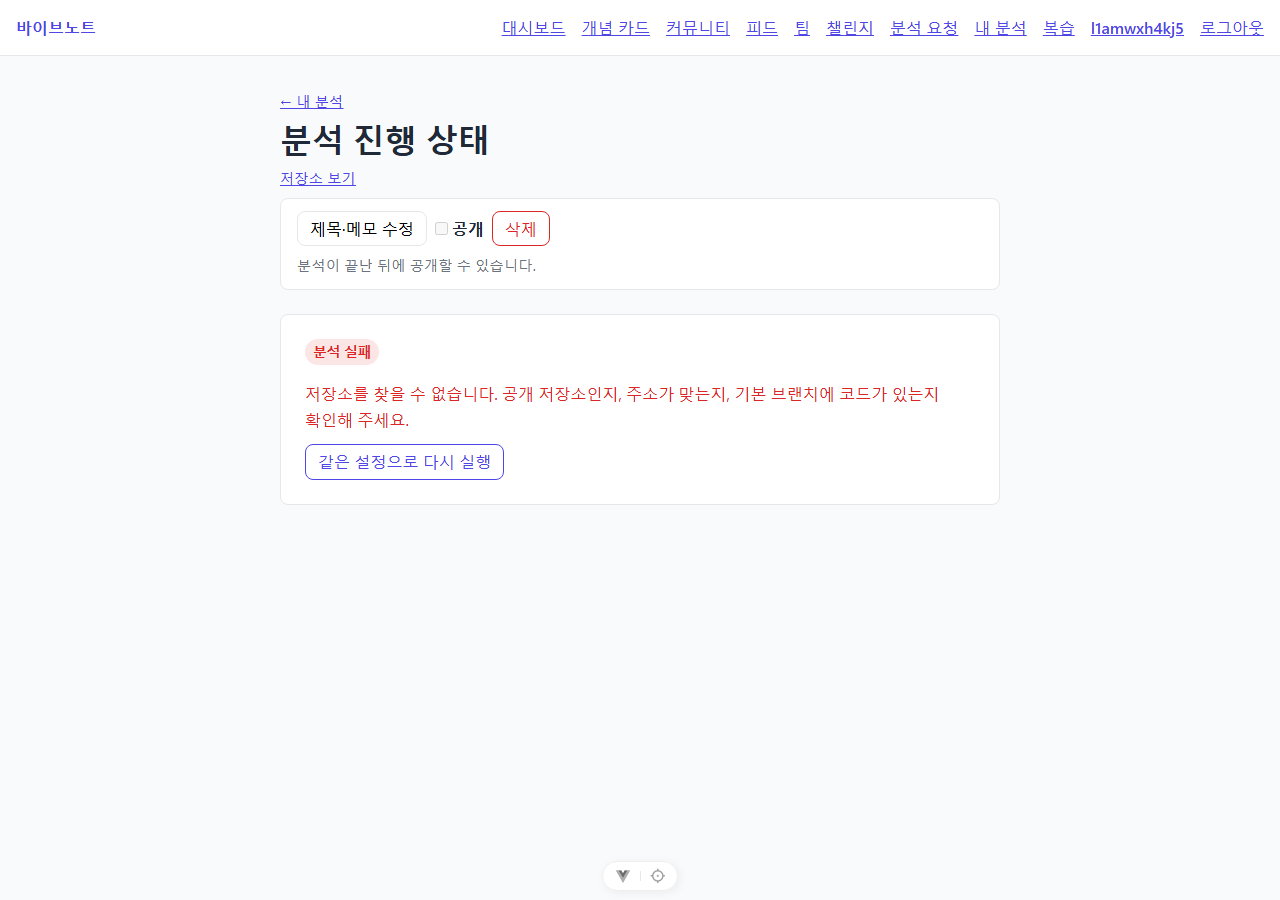 바이브노트 대시보드 개념 카드 커뮤니티 피드 팀 챌린지 분석 요청 내 분석 복습 l1amwxh4kj5 로그아웃
← 내 분석
분석 진행 상태
저장소 보기
제목·메모 수정 공개 삭제
분석이 끝난 뒤에 공개할 수 있습니다.
분석 실패
저장소를 찾을 수 없습니다. 공개 저장소인지, 주소가 맞는지, 기본 브랜치에 코드가 있는지
확인해 주세요.
같은 설정으로 다시 실행